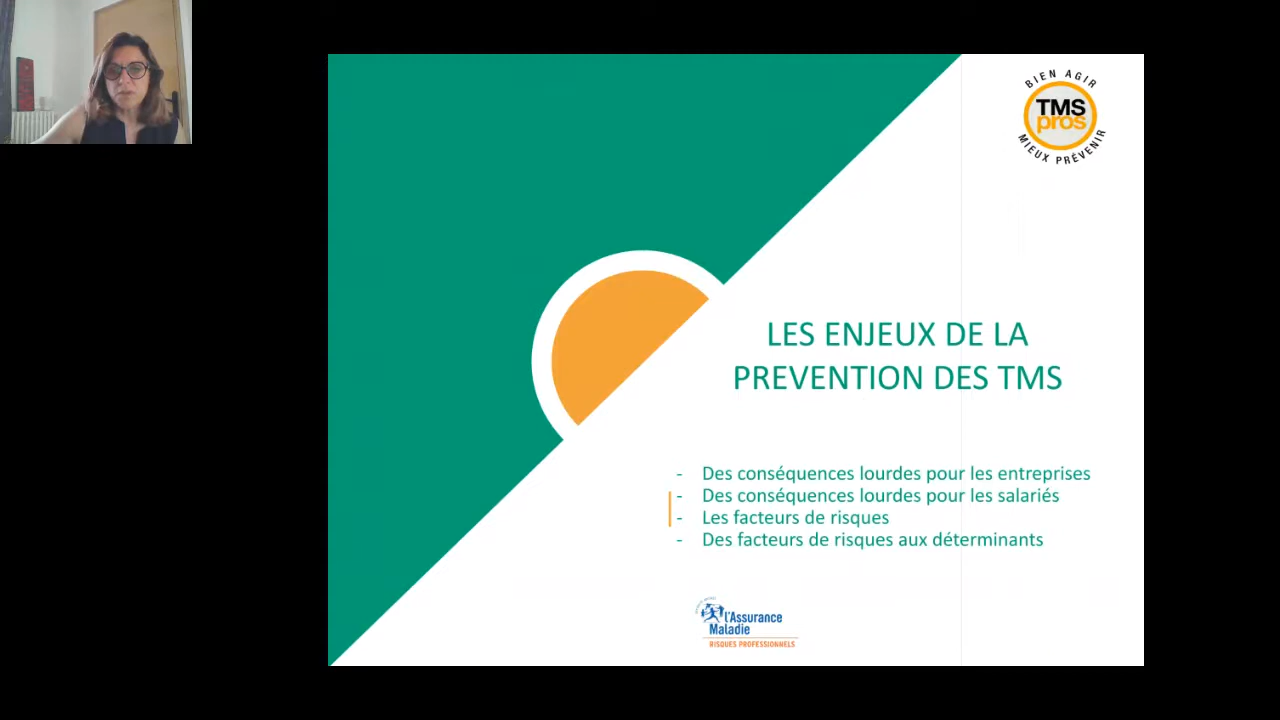 BIEN AGIR
TMS
pros
MIEUX PRÉVENIR
LES ENJEUX DE LA
PREVENTION DES TMS
- Des conséquences lourdes pour les entreprises
- Des conséquences lourdes pour les salariés
- Les facteurs de risques
- Des facteurs de risques aux déterminants
l'Assurance
Maladie
RISQUES PROFESSIONNELS